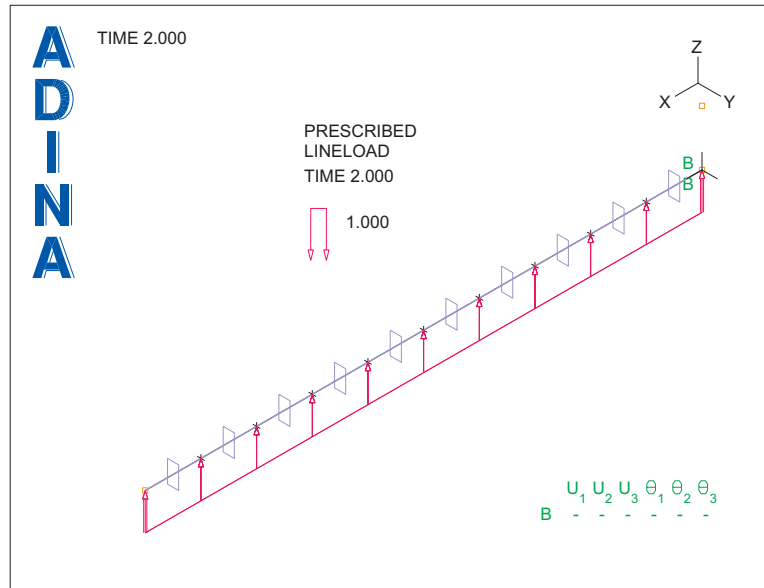 ADINA
TIME 2.000
Z
X Y
PRESCRIBED
LINELOAD
TIME 2.000
1.000
B
B
U1 U2 U3 θ1 θ2 θ3
B - - - - - -